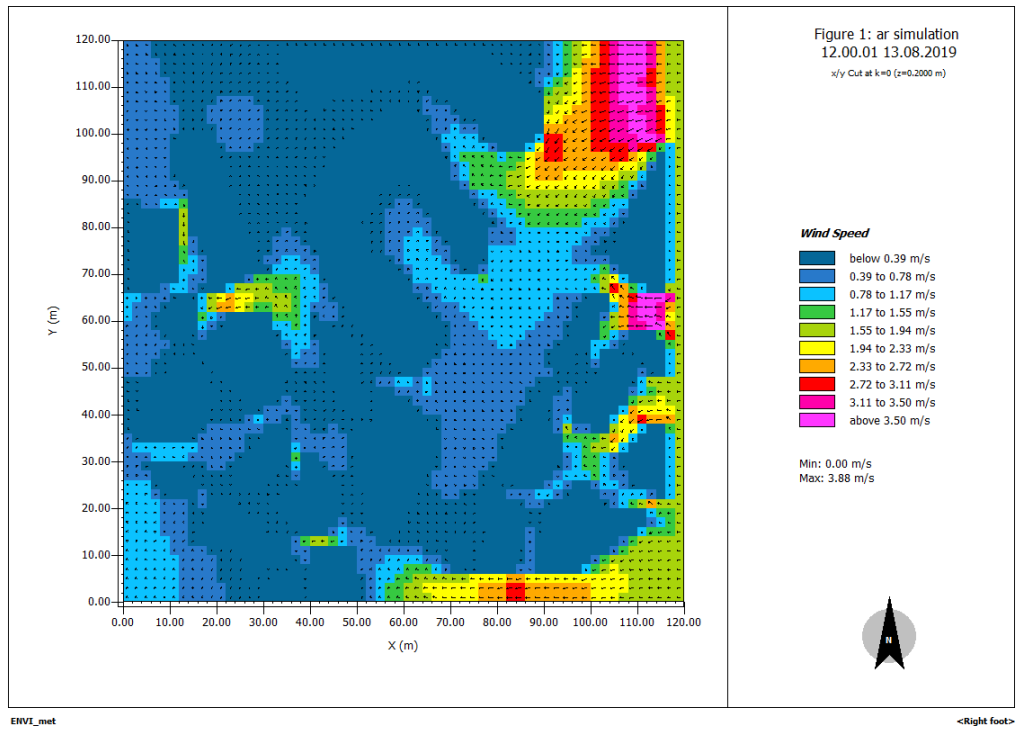 Figure 1: ar simulation
12.00.01 13.08.2019
x/y Cut at k=0 (z=0.2000 m)
120.00
110.00
100.00
90.00
80.00
70.00
60.00
50.00
40.00
30.00
20.00
10.00
0.00
Y (m)
0.00 10.00 20.00 30.00 40.00 50.00 60.00 70.00 80.00 90.00 100.00 110.00 120.00
X (m)
Wind Speed
below 0.39 m/s
0.39 to 0.78 m/s
0.78 to 1.17 m/s
1.17 to 1.55 m/s
1.55 to 1.94 m/s
1.94 to 2.33 m/s
2.33 to 2.72 m/s
2.72 to 3.11 m/s
3.11 to 3.50 m/s
above 3.50 m/s
Min: 0.00 m/s
Max: 3.88 m/s
N
ENVI_met
<Right foot>